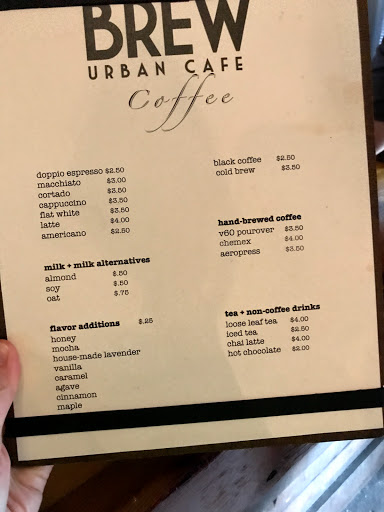 BREW
URBAN CAFE
Coffee
doppio espresso $2.50
macchiato $3.00
cortado $3.50
cappuccino $3.50
flat white $3.50
latte $4.00
americano $2.50
milk + milk alternatives
almond $.50
soy $.50
oat $.75
flavor additions $.25
honey
mocha
house-made lavender
vanilla
caramel
agave
cinnamon
maple
black coffee $2.50
cold brew $3.50
hand-brewed coffee
v60 pourover $3.50
chemex $4.00
aeropress $3.50
tea + non-coffee drinks
loose leaf tea $4.00
iced tea $2.50
chai latte $4.00
hot chocolate $2.00